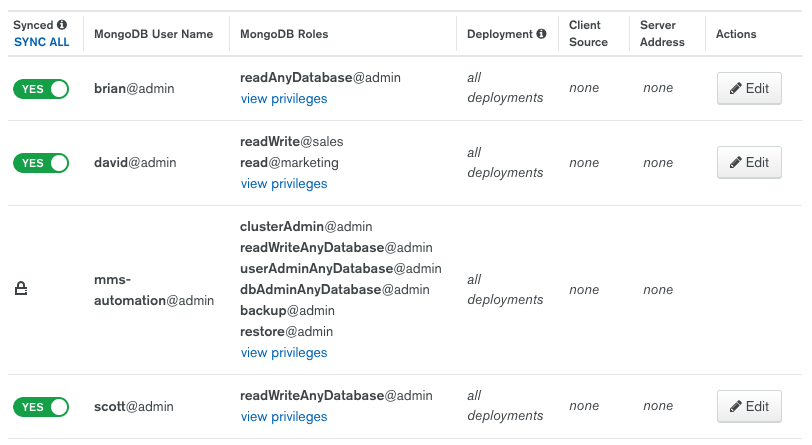 Synced
SYNC ALL
MongoDB User Name
MongoDB Roles
Deployment
Client
Source
Server
Address
Actions
YES
brian@admin
readAnyDatabase@admin
view privileges
all
deployments
none
none
Edit
YES
david@admin
readWrite@sales
read@marketing
view privileges
all
deployments
none
none
Edit
mms-
automation@admin
clusterAdmin@admin
readWriteAnyDatabase@admin
userAdminAnyDatabase@admin
dbAdminAnyDatabase@admin
backup@admin
restore@admin
view privileges
all
deployments
none
none
YES
scott@admin
readWriteAnyDatabase@admin
view privileges
all
deployments
none
none
Edit